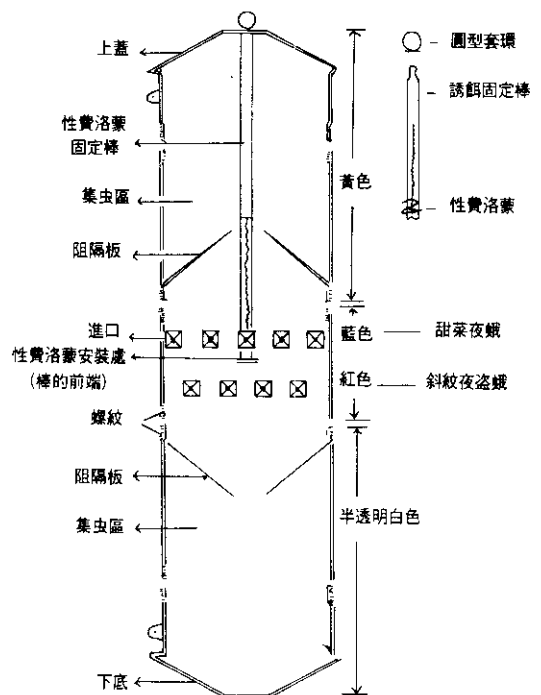 上蓋
性費洛蒙
固定棒
集虫區
阻隔板
進口
性費洛蒙安裝處
(棒的前端)
螺紋
阻隔板
集虫區
下底
黃色
藍色
紅色
半透明白色
甜菜夜蛾
斜紋夜盜蛾
圓型套環
誘餌固定棒
性費洛蒙